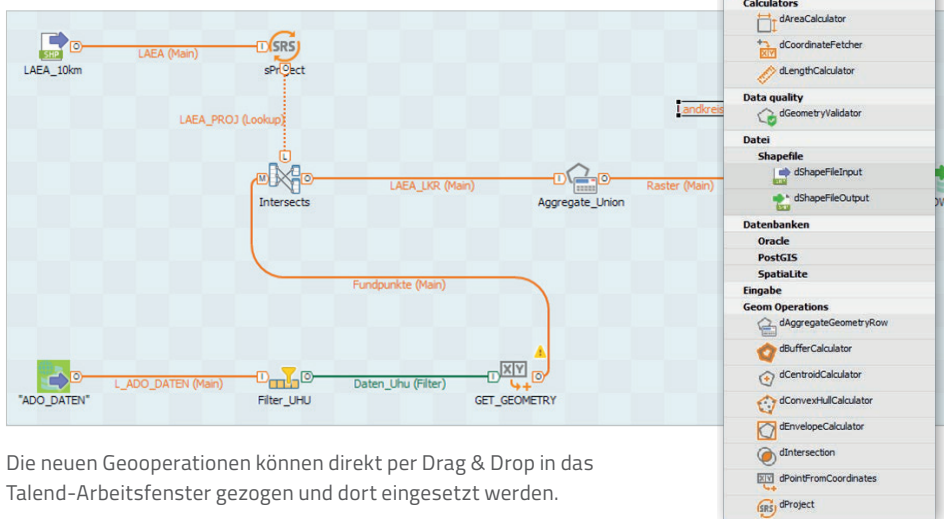 LAEA_10km
LAEA (Main)
SRS
sProject
LAEA_PROJ (Lookup)
Intersects
LAEA_LKR (Main)
Aggregate_Union
Raster (Main)
Landkreis
Fundpunkte (Main)
"ADO_DATEN"
L_ADO_DATEN (Main)
Filter_UHU
Daten_Uhu (Filter)
GET_GEOMETRY
Calculators
dAreaCalculator
dCoordinateFetcher
dLengthCalculator
Data quality
dGeometryValidator
Datei
Shapefile
dShapeFileInput
dShapeFileOutput
Datenbanken
Oracle
PostGIS
SpatiaLite
Eingabe
Geom Operations
dAggregateGeometryRow
dBufferCalculator
dCentroidCalculator
dConvexHullCalculator
dEnvelopeCalculator
dIntersection
dPointFromCoordinates
dProject
Die neuen Geooperationen können direkt per Drag & Drop in das
Talend-Arbeitsfenster gezogen und dort eingesetzt werden.